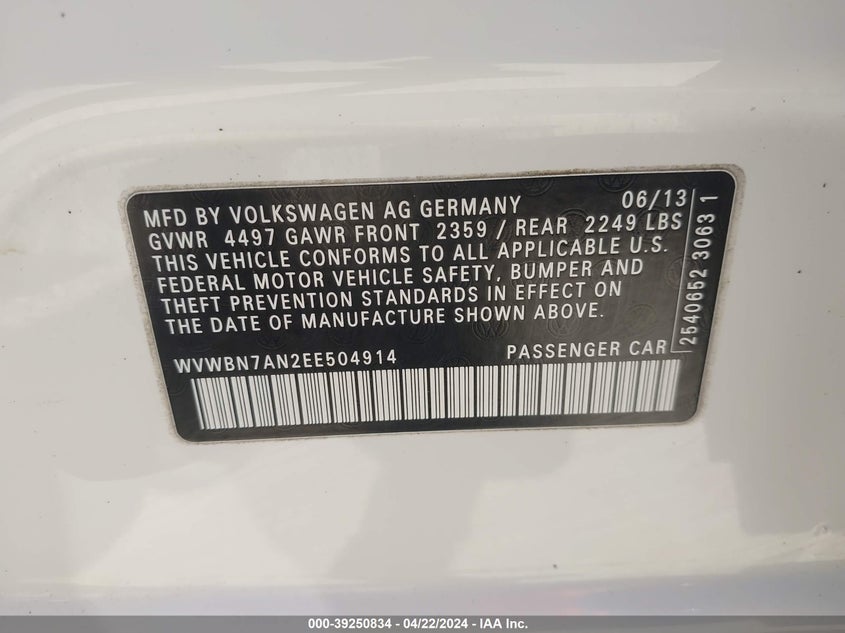 MFD BY VOLKSWAGEN AG GERMANY 06/13
GVWR 4497 GAWR FRONT 2359 / REAR 2249 LBS
THIS VEHICLE CONFORMS TO ALL APPLICABLE U.S.
FEDERAL MOTOR VEHICLE SAFETY, BUMPER AND
THEFT PREVENTION STANDARDS IN EFFECT ON
THE DATE OF MANUFACTURE SHOWN ABOVE.
WVWBN7AN2EE504914 PASSENGER CAR
2540652 3063 1
000-39250834 - 04/22/2024 - IAA Inc.